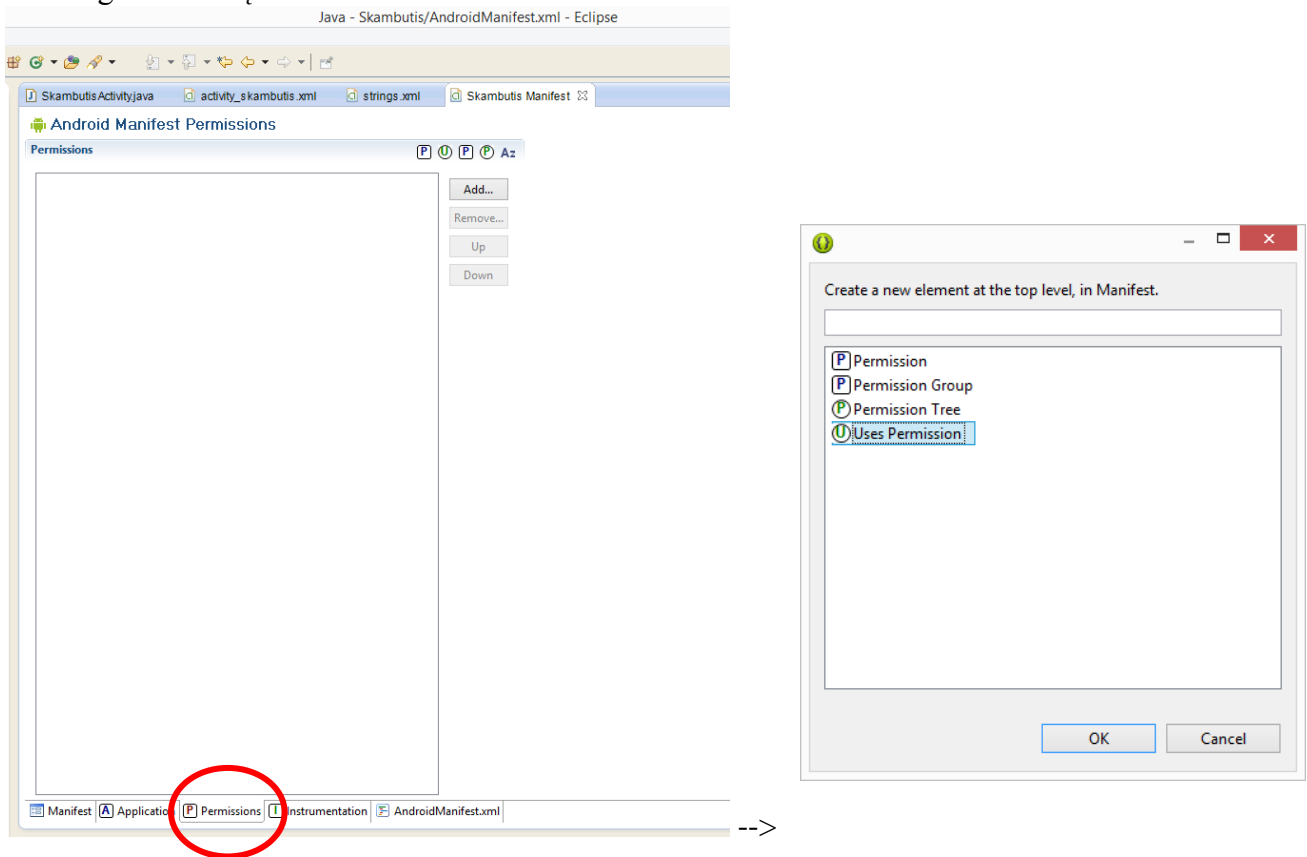 Java - Skambutis/AndroidManifest.xml - Eclipse
SkambutisActivity.java activity_skambutis.xml strings.xml Skambutis Manifest
Android Manifest Permissions
Permissions P U P P Az
Add...
Remove...
Up
Down
Manifest A Application P Permissions I Instrumentation AndroidManifest.xml
-->
Create a new element at the top level, in Manifest.
P Permission
P Permission Group
P Permission Tree
U Uses Permission
OK Cancel